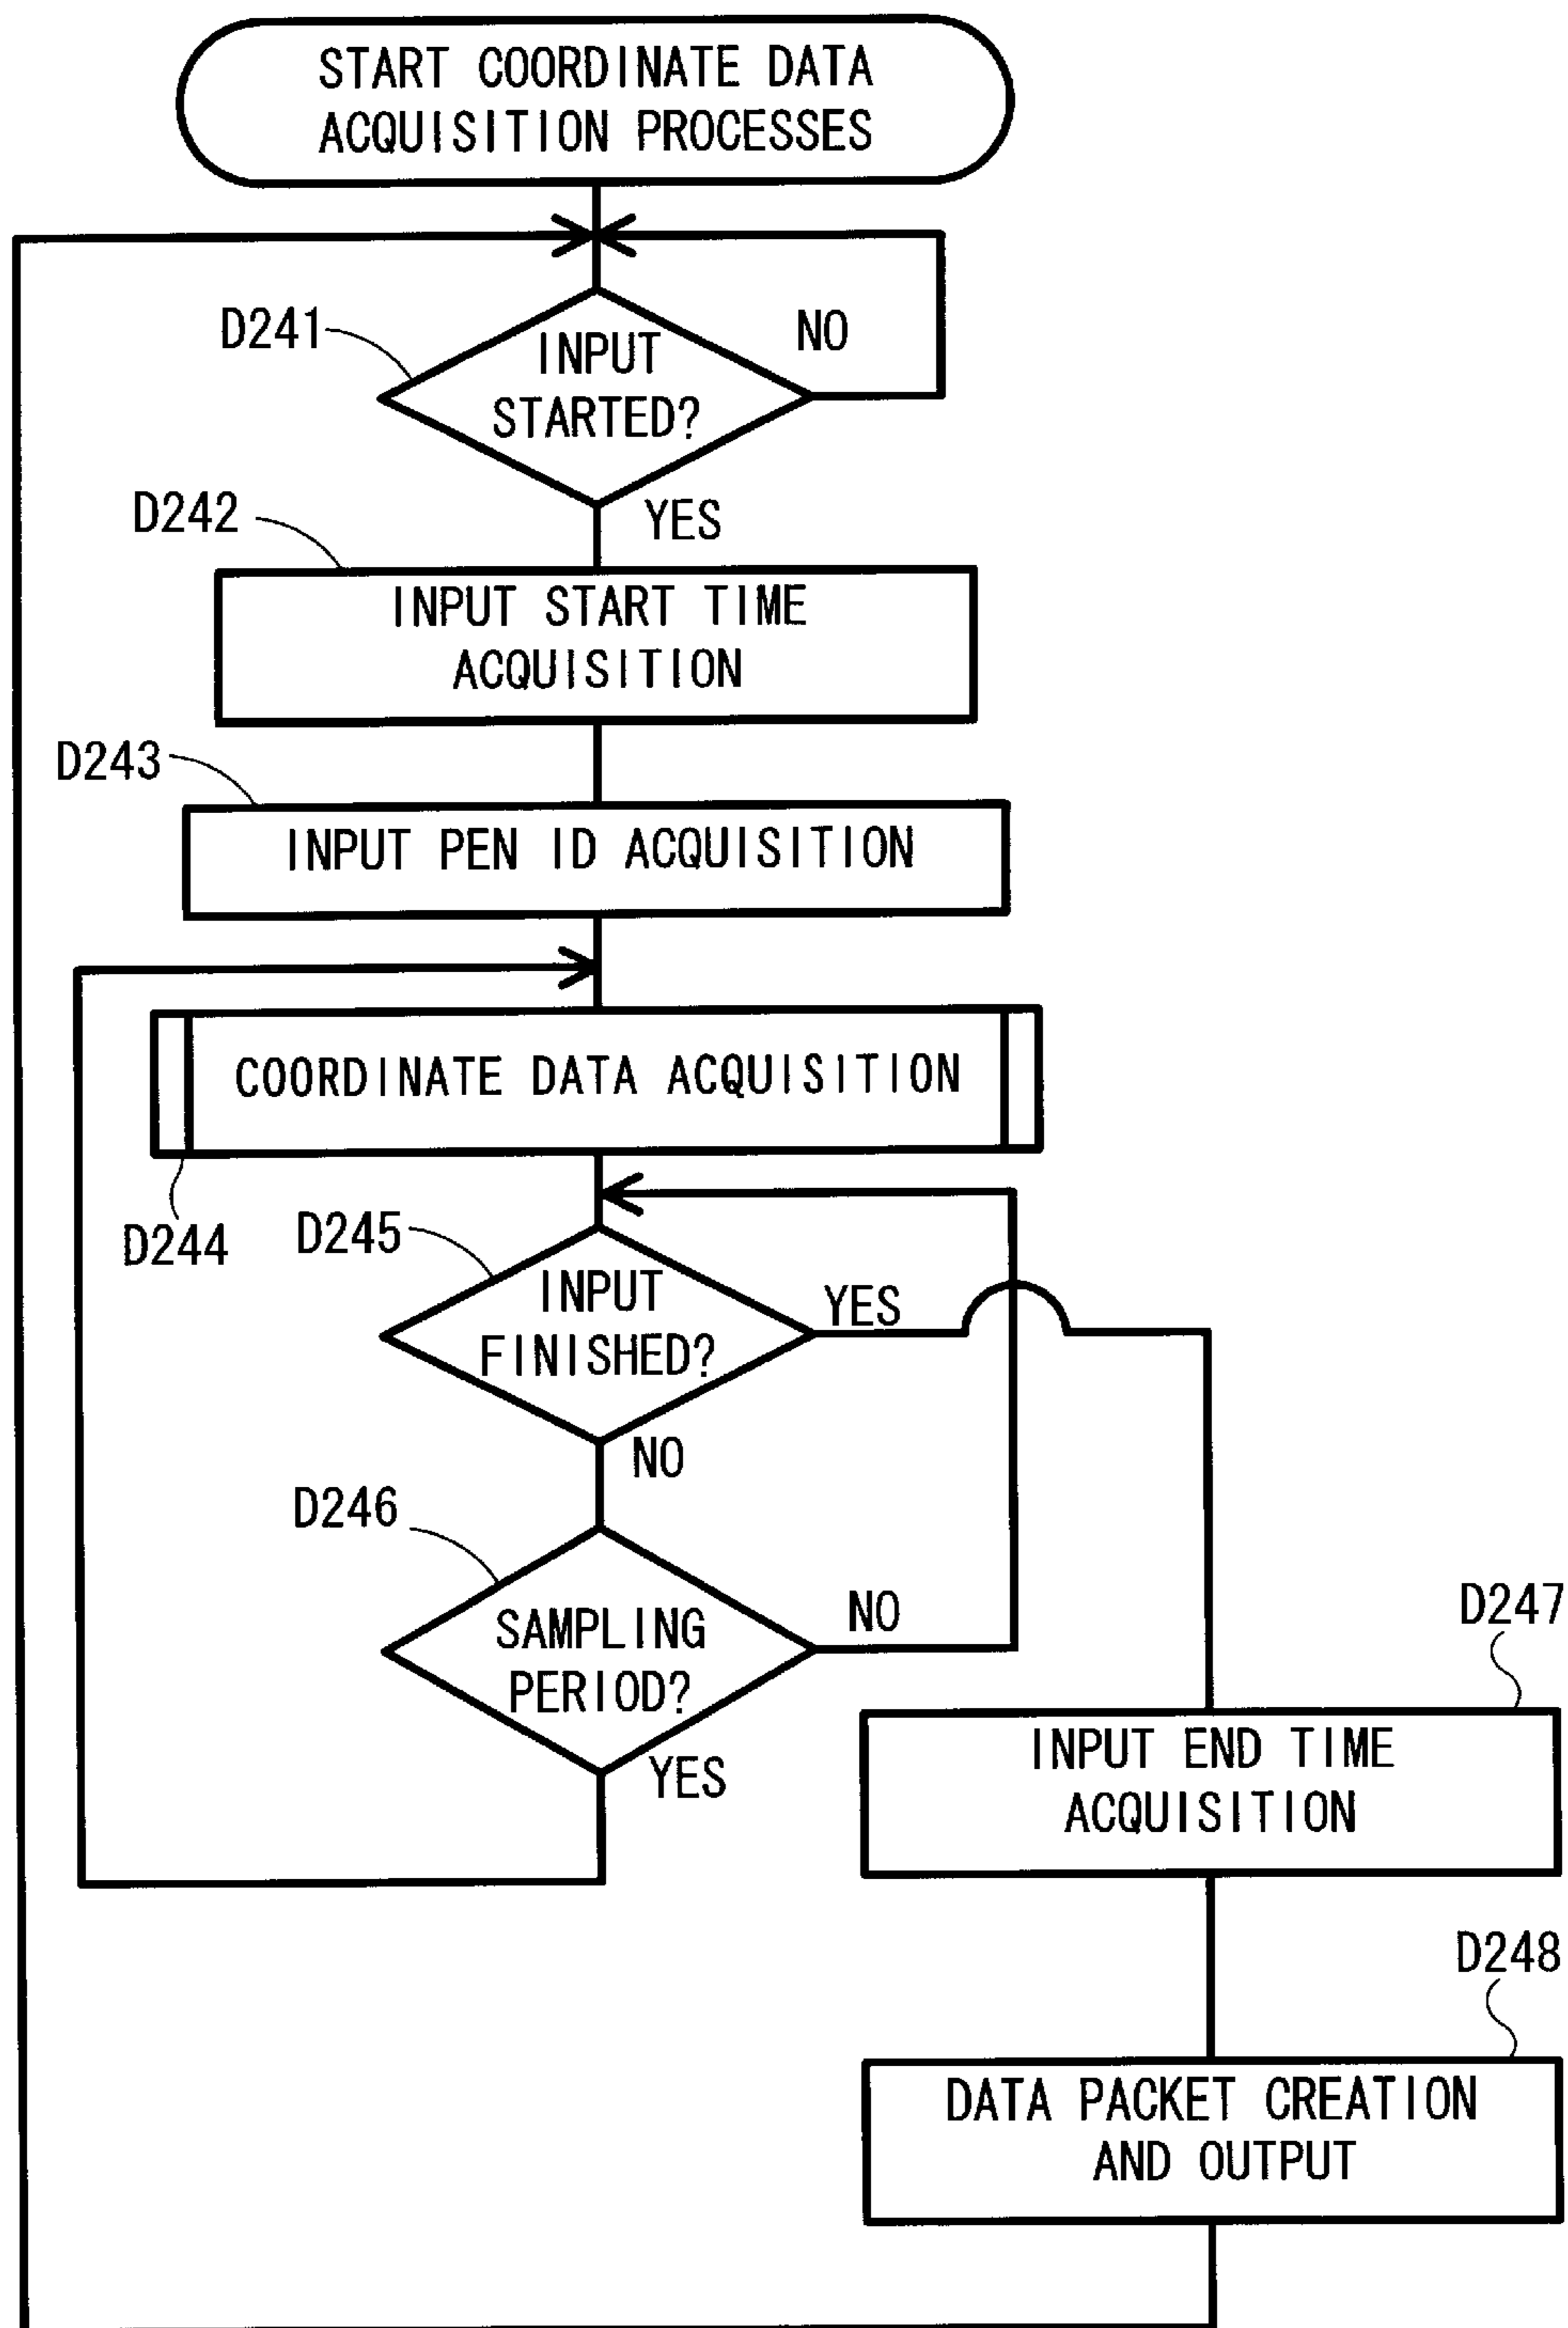 START COORDINATE DATA
ACQUISITION PROCESSES
D241
INPUT
STARTED?
NO
YES
D242
INPUT START TIME
ACQUISITION
D243
INPUT PEN ID ACQUISITION
COORDINATE DATA ACQUISITION
D244
D245
INPUT
FINISHED?
YES
NO
D246
SAMPLING
PERIOD?
NO
YES
D247
INPUT END TIME
ACQUISITION
D248
DATA PACKET CREATION
AND OUTPUT